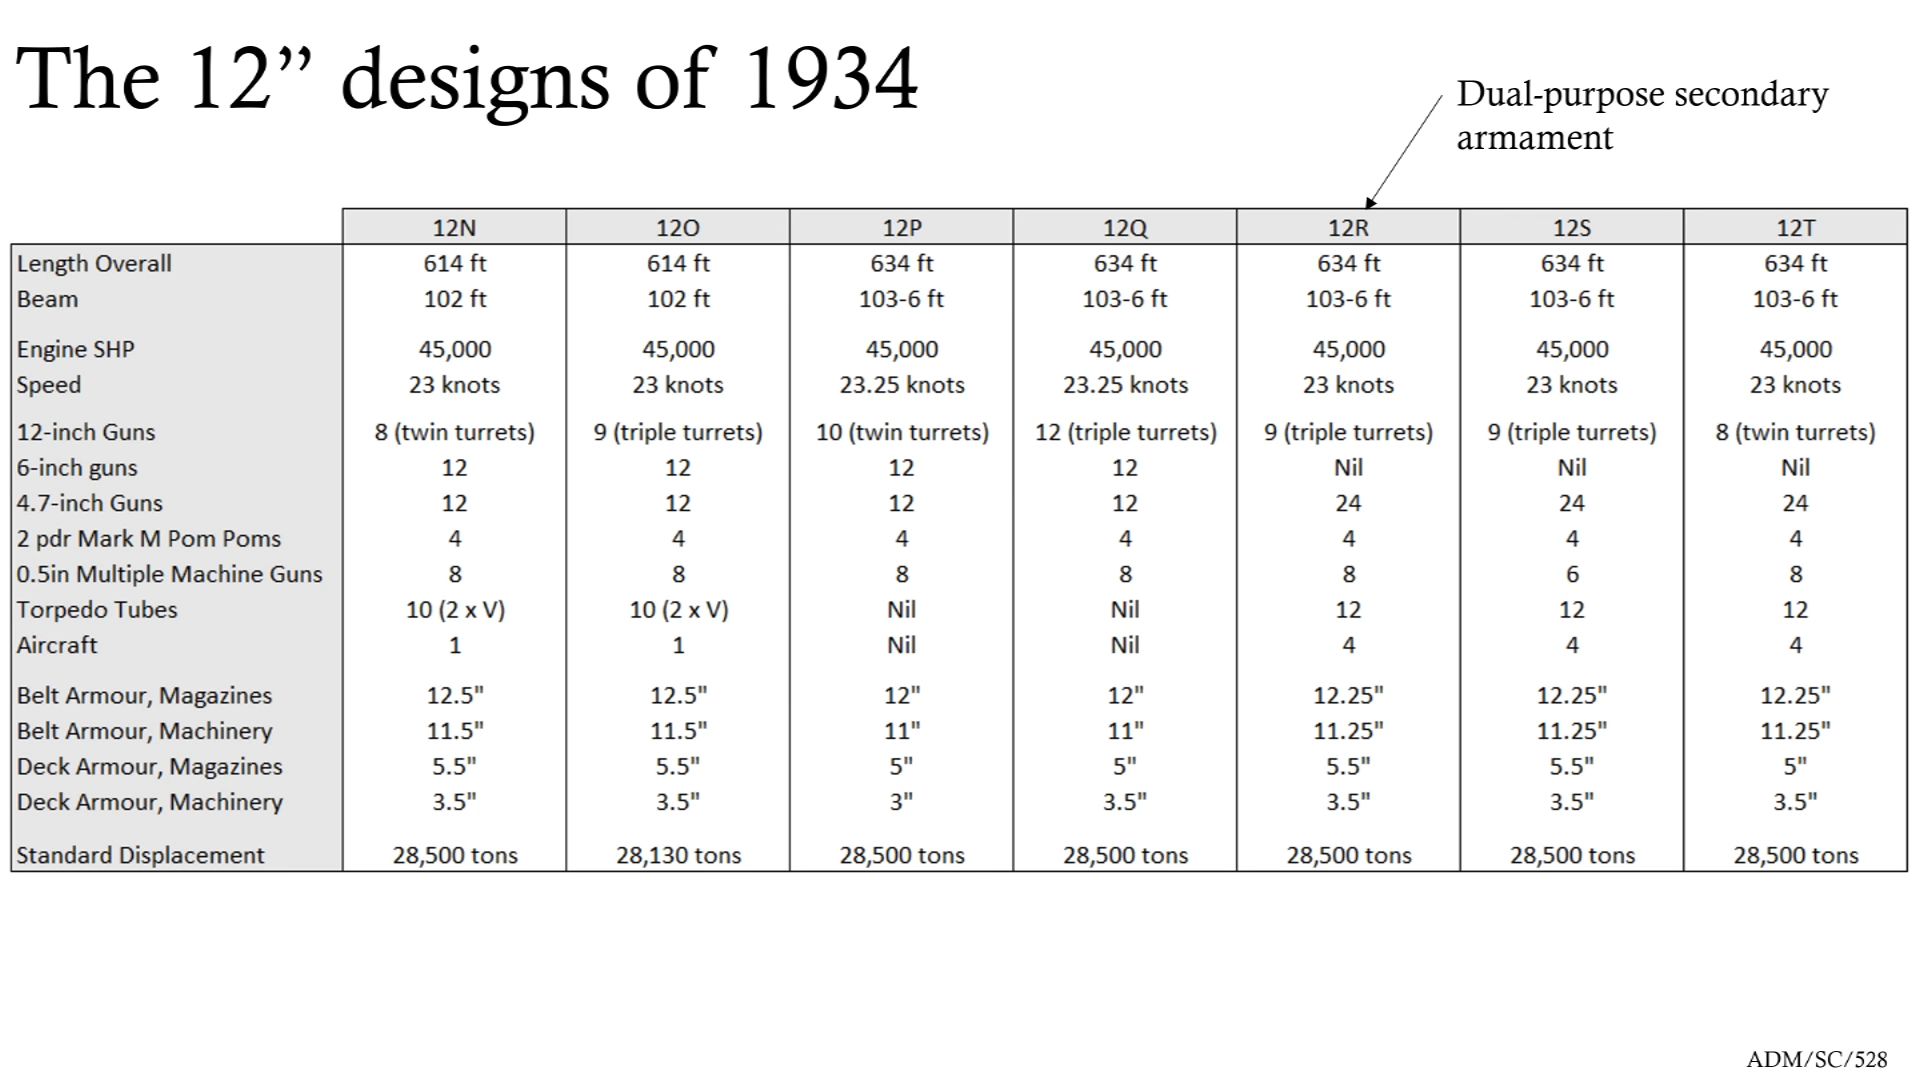 The 12” designs of 1934
Dual-purpose secondary
armament
12N 12O 12P 12Q 12R 12S 12T
Length Overall 614 ft 614 ft 634 ft 634 ft 634 ft 634 ft 634 ft
Beam 102 ft 102 ft 103-6 ft 103-6 ft 103-6 ft 103-6 ft 103-6 ft
Engine SHP 45,000 45,000 45,000 45,000 45,000 45,000 45,000
Speed 23 knots 23 knots 23.25 knots 23.25 knots 23 knots 23 knots 23 knots
12-inch Guns 8 (twin turrets) 9 (triple turrets) 10 (twin turrets) 12 (triple turrets) 9 (triple turrets) 9 (triple turrets) 8 (twin turrets)
6-inch guns 12 12 12 12 Nil Nil Nil
4.7-inch Guns 12 12 12 12 24 24 24
2 pdr Mark M Pom Poms 4 4 4 4 4 4 4
0.5in Multiple Machine Guns 8 8 8 8 8 6 8
Torpedo Tubes 10 (2 x V) 10 (2 x V) Nil Nil 12 12 12
Aircraft 1 1 Nil Nil 4 4 4
Belt Armour, Magazines 12.5" 12.5" 12" 12" 12.25" 12.25" 12.25"
Belt Armour, Machinery 11.5" 11.5" 11" 11" 11.25" 11.25" 11.25"
Deck Armour, Magazines 5.5" 5.5" 5" 5" 5.5" 5.5" 5"
Deck Armour, Machinery 3.5" 3.5" 3" 3.5" 3.5" 3.5" 3.5"
Standard Displacement 28,500 tons 28,130 tons 28,500 tons 28,500 tons 28,500 tons 28,500 tons 28,500 tons
ADM/SC/528